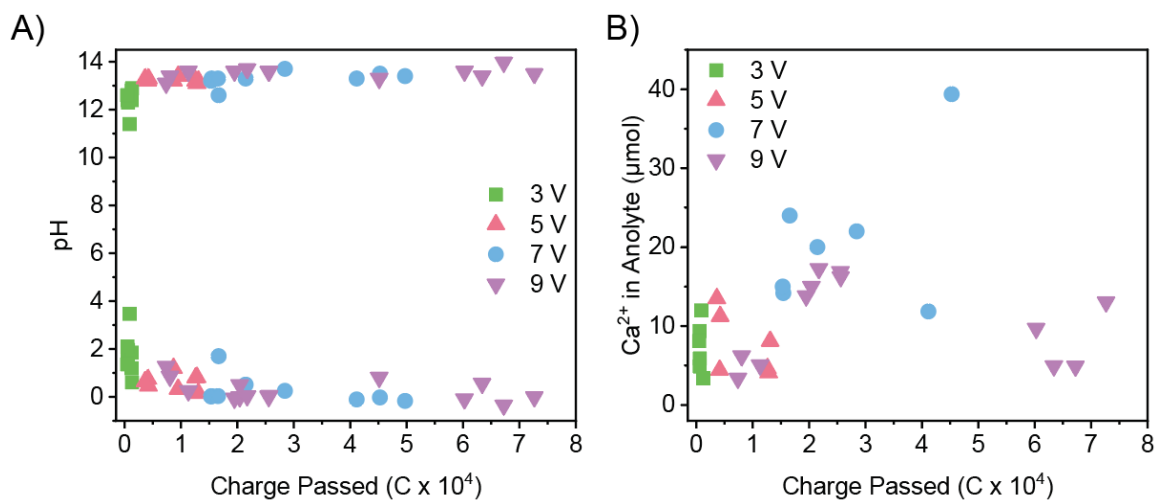 A)
14
12
10
8
6
4
2
0
pH
3 V
5 V
7 V
9 V
0 1 2 3 4 5 6 7 8
Charge Passed (C x 10⁴)
B)
40
30
20
10
0
Ca²⁺ in Anolyte (μmol)
3 V
5 V
7 V
9 V
0 1 2 3 4 5 6 7 8
Charge Passed (C x 10⁴)